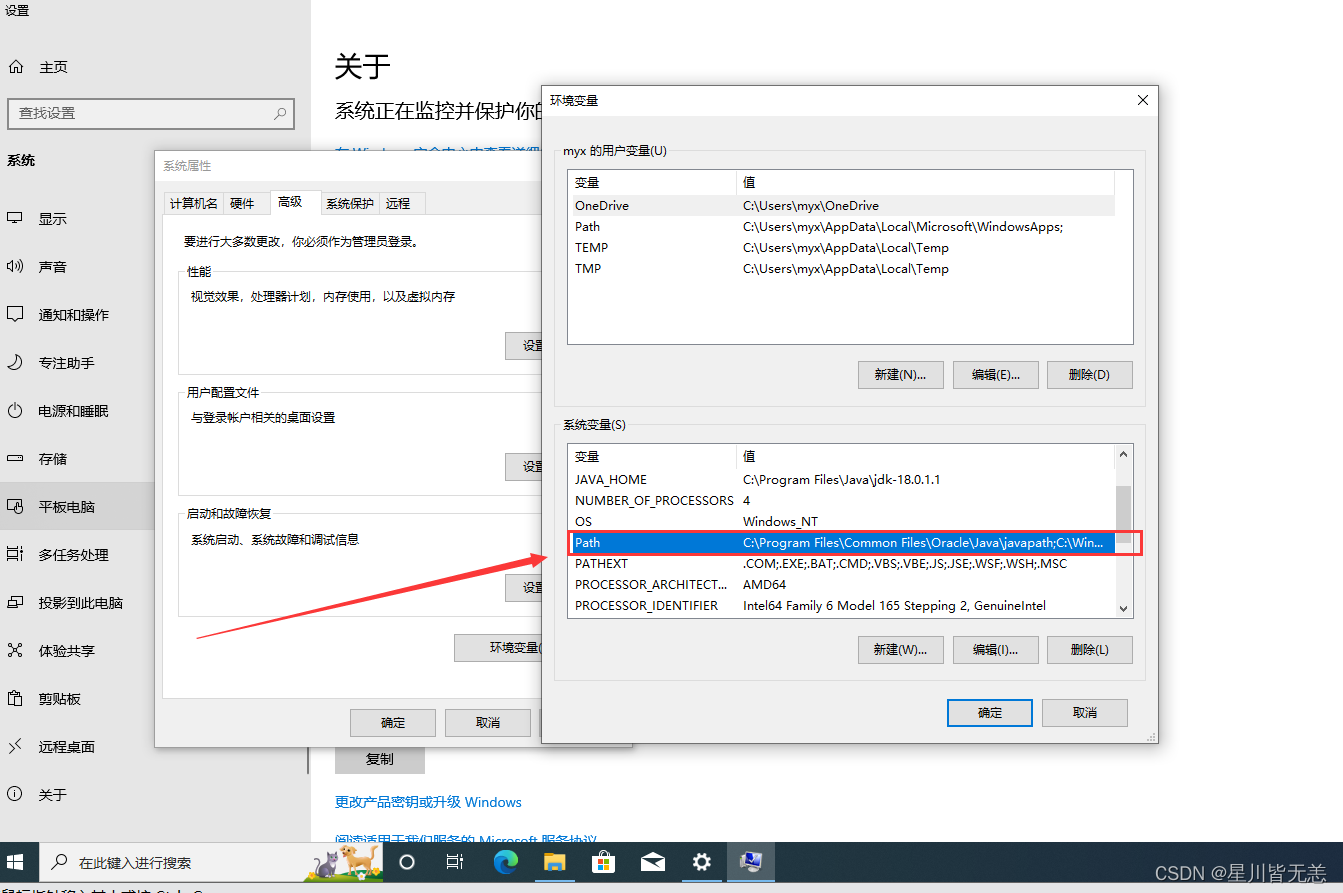 设置
主页
查找设置
系统
显示
声音
通知和操作
专注助手
电源和睡眠
存储
平板电脑
多任务处理
投影到此电脑
体验共享
剪贴板
远程桌面
关于
关于
系统正在监控并保护你的
系统属性
计算机名 硬件 高级 系统保护 远程
要进行大多数更改，你必须作为管理员登录。
性能
视觉效果，处理器计划，内存使用，以及虚拟内存
设置
用户配置文件
与登录帐户相关的桌面设置
设置
启动和故障恢复
系统启动、系统故障和调试信息
设置
环境变量(
确定 取消
环境变量
myx 的用户变量(U)
变量 值
OneDrive C:\Users\myx\OneDrive
Path C:\Users\myx\AppData\Local\Microsoft\WindowsApps;
TEMP C:\Users\myx\AppData\Local\Temp
TMP C:\Users\myx\AppData\Local\Temp
新建(N)... 编辑(E)... 删除(D)
系统变量(S)
变量 值
JAVA_HOME C:\Program Files\Java\jdk-18.0.1.1
NUMBER_OF_PROCESSORS 4
OS Windows_NT
Path C:\Program Files\Common Files\Oracle\Java\javapath;C:\Win...
PATHEXT .COM;.EXE;.BAT;.CMD;.VBS;.VBE;.JS;.JSE;.WSF;.WSH;.MSC
PROCESSOR_ARCHITECT... AMD64
PROCESSOR_IDENTIFIER Intel64 Family 6 Model 165 Stepping 2, GenuineIntel
新建(W)... 编辑(I)... 删除(L)
确定 取消
复制
更改产品密钥或升级 Windows
阅读适用于我们服务的 Microsoft 服务协议
在此键入进行搜索
CSDN @星川皆无恙